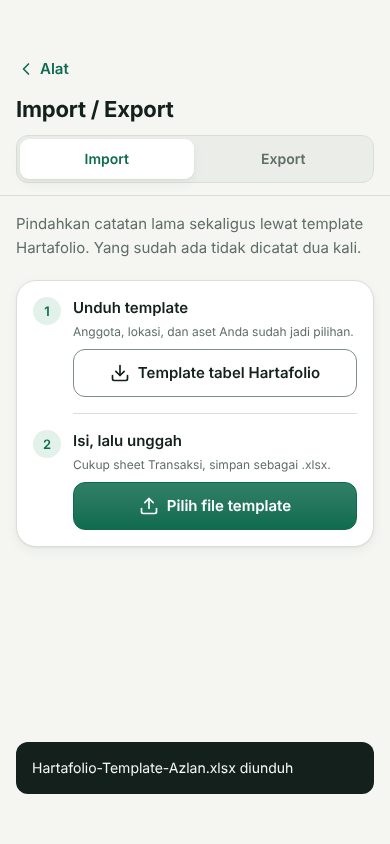 Alat
Import / Export
Import
Export
Pindahkan catatan lama sekaligus lewat template
Hartafolio. Yang sudah ada tidak dicatat dua kali.
1
Unduh template
Anggota, lokasi, dan aset Anda sudah jadi pilihan.
Template tabel Hartafolio
2
Isi, lalu unggah
Cukup sheet Transaksi, simpan sebagai .xlsx.
Pilih file template
Hartafolio-Template-Azlan.xlsx diunduh